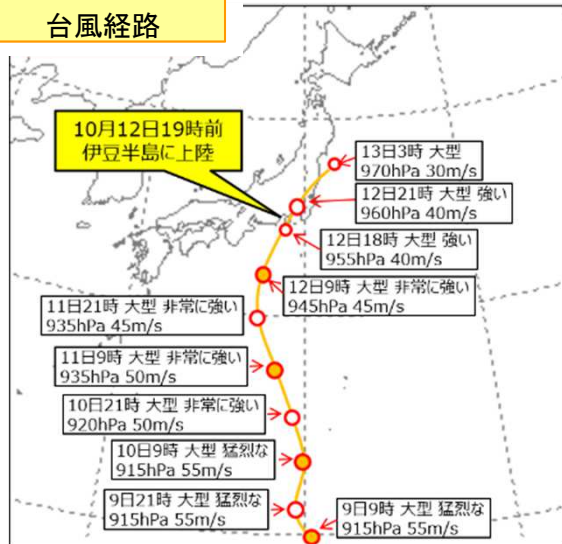 台風経路
10月12日19時前
伊豆半島に上陸
13日3時 大型
970hPa 30m/s
12日21時 大型 強い
960hPa 40m/s
12日18時 大型 強い
955hPa 40m/s
12日9時 大型 非常に強い
945hPa 45m/s
11日21時 大型 非常に強い
935hPa 45m/s
11日9時 大型 非常に強い
935hPa 50m/s
10日21時 大型 非常に強い
920hPa 50m/s
10日9時 大型 猛烈な
915hPa 55m/s
9日21時 大型 猛烈な
915hPa 55m/s
9日9時 大型 猛烈な
915hPa 55m/s